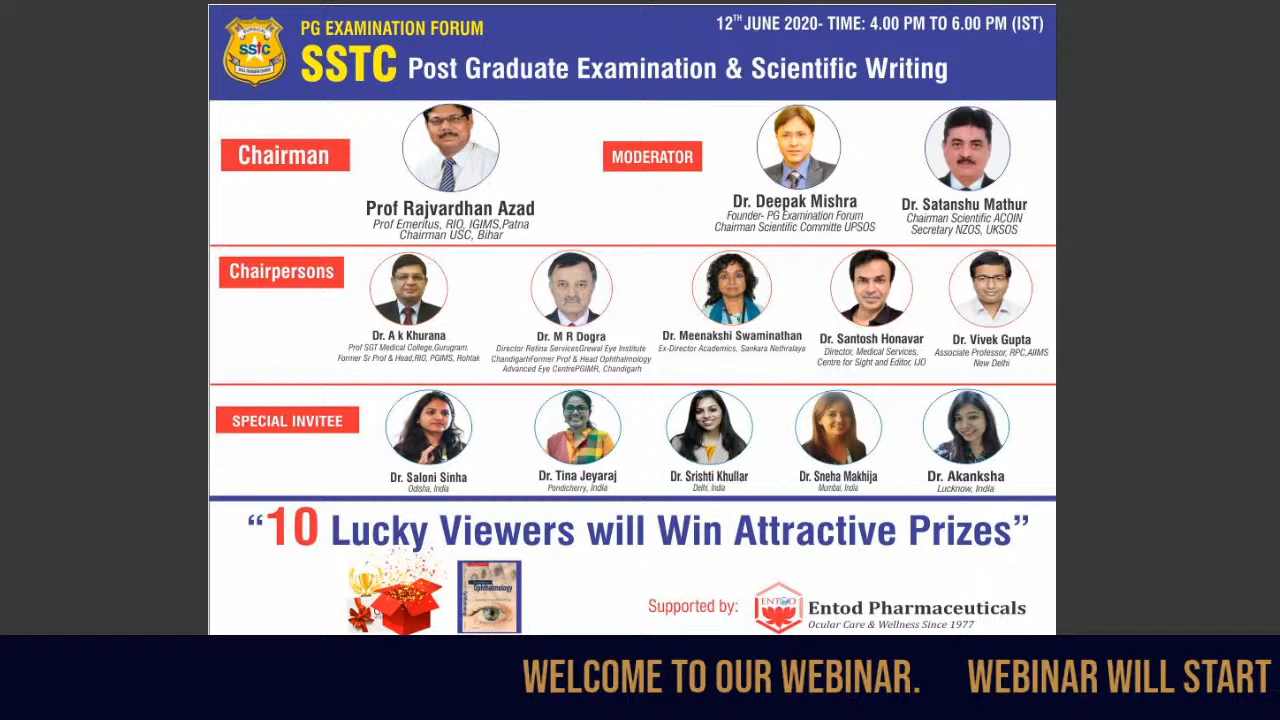 SSTC
PG EXAMINATION FORUM
12TH JUNE 2020- TIME: 4.00 PM TO 6.00 PM (IST)
SSTC Post Graduate Examination & Scientific Writing
Chairman
MODERATOR
Prof Rajvardhan Azad
Prof Emeritus, RIO, IGIMS,Patna
Chairman USC, Bihar
Dr. Deepak Mishra
Founder- PG Examination Forum
Chairman Scientific Committe UPSOS
Dr. Satanshu Mathur
Chairman Scientific ACOIN
Secretary NZOS, UKSOS
Chairpersons
Dr. A k Khurana
Prof SGT Medical College,Gurugram.
Former Sr Prof & Head,RIO, PGIMS, Rohtak
Dr. M R Dogra
Director Retina ServicesGrewal Eye Institute
ChandigarhFormer Prof & Head Ophthalmology
Advanced Eye CentrePGIMR, Chandigarh
Dr. Meenakshi Swaminathan
Ex-Director Academics, Sankara Nethralaya
Dr. Santosh Honavar
Director, Medical Services,
Centre for Sight and Editor, IJO
Dr. Vivek Gupta
Associate Professor, RPC,AIIMS
New Delhi
SPECIAL INVITEE
Dr. Saloni Sinha
Odisha, India
Dr. Tina Jeyaraj
Pondicherry, India
Dr. Srishti Khullar
Delhi, India
Dr. Sneha Makhija
Mumbai, India
Dr. Akanksha
Lucknow, India
“10 Lucky Viewers will Win Attractive Prizes”
Ophthalmology
Supported by:
ENTOD
Entod Pharmaceuticals
Ocular Care & Wellness Since 1977
WELCOME TO OUR WEBINAR. WEBINAR WILL START